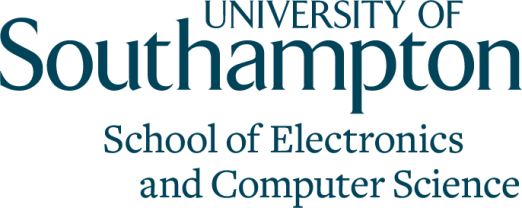 UNIVERSITY OF
Southampton
School of Electronics
and Computer Science